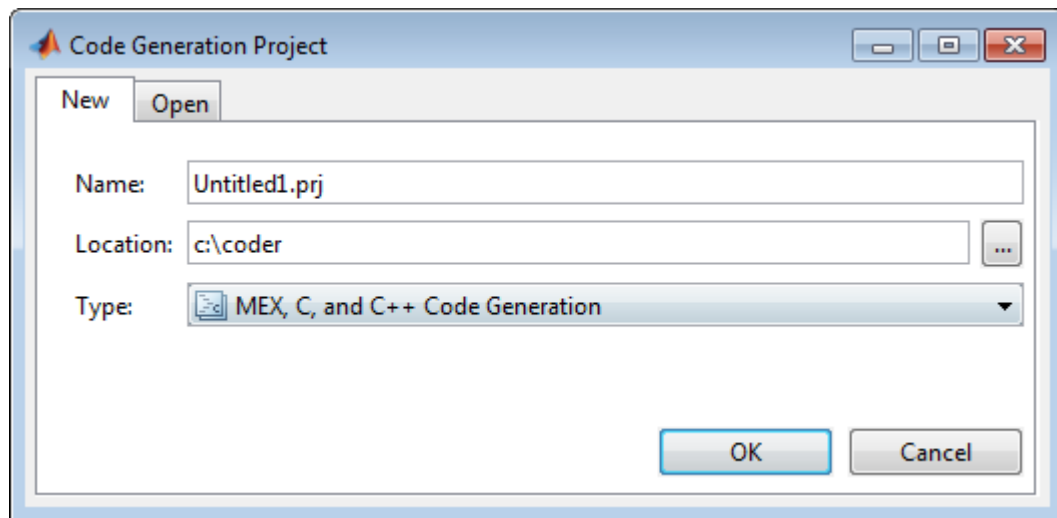 Code Generation Project
New Open
Name: Untitled1.prj
Location: c:\coder ...
Type: MEX, C, and C++ Code Generation
OK Cancel